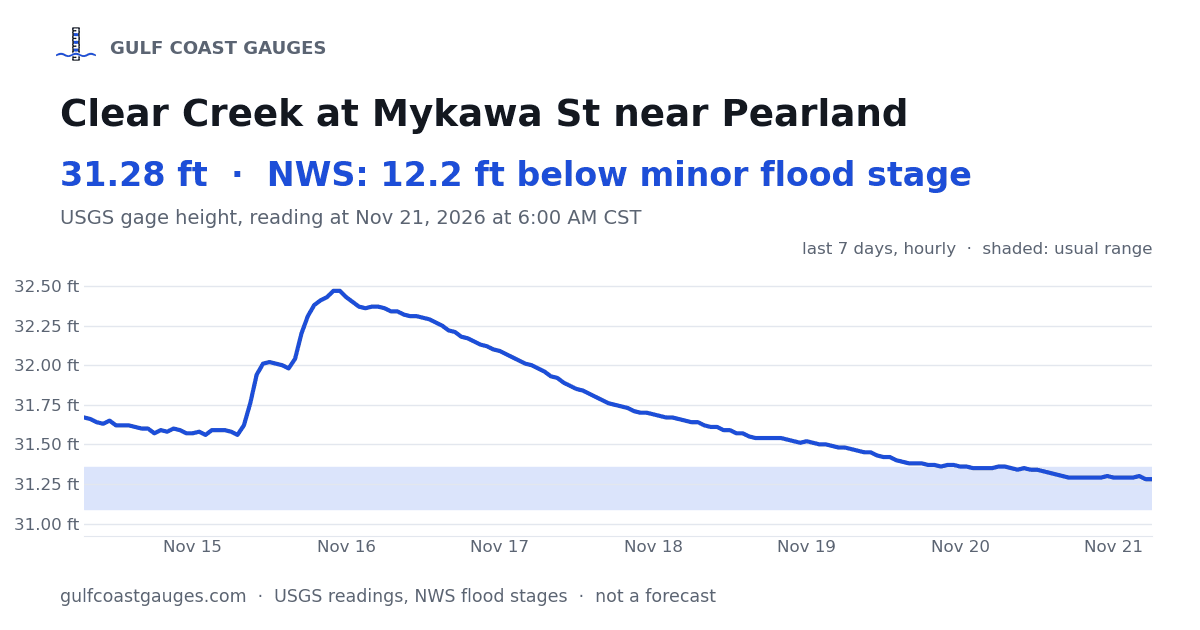 GULF COAST GAUGES
Clear Creek at Mykawa St near Pearland
31.28 ft · NWS: 12.2 ft below minor flood stage
USGS gage height, reading at Nov 21, 2026 at 6:00 AM CST
last 7 days, hourly · shaded: usual range
32.50 ft
32.25 ft
32.00 ft
31.75 ft
31.50 ft
31.25 ft
31.00 ft
Nov 15 Nov 16 Nov 17 Nov 18 Nov 19 Nov 20 Nov 21
gulfcoastgauges.com · USGS readings, NWS flood stages · not a forecast